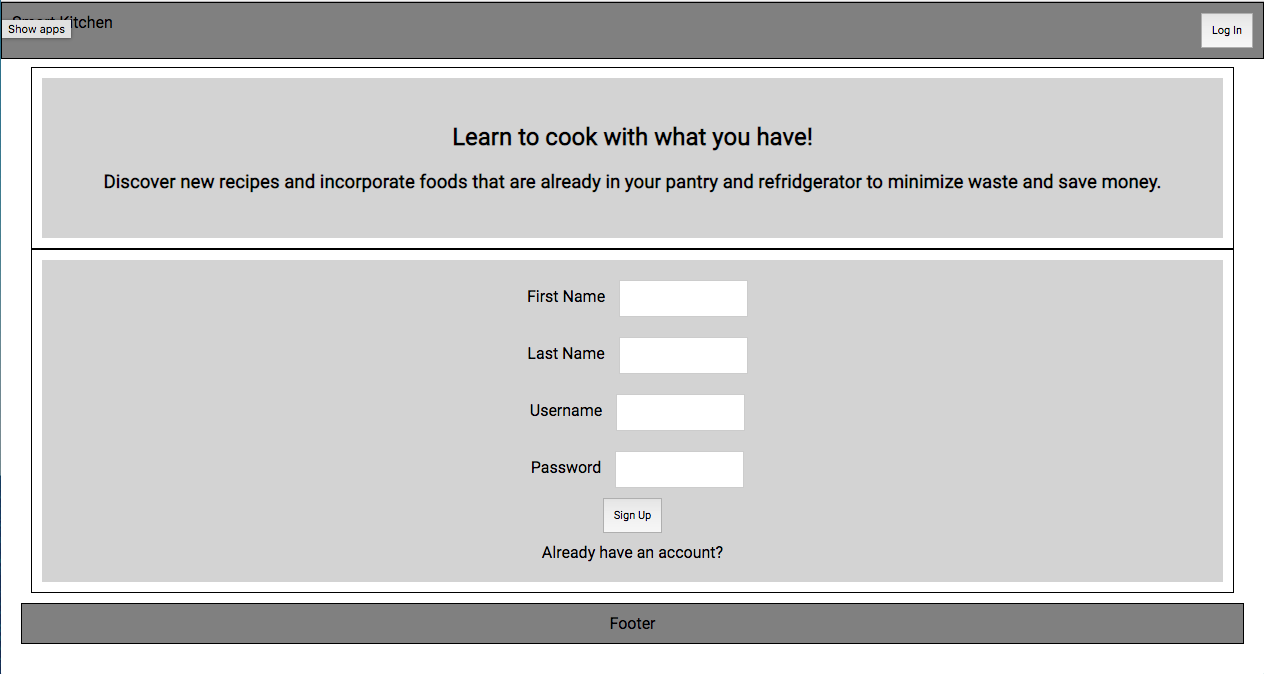 Kitchen
Show apps
Log In
Learn to cook with what you have!
Discover new recipes and incorporate foods that are already in your pantry and refridgerator to minimize waste and save money.
First Name
Last Name
Username
Password
Sign Up
Already have an account?
Footer